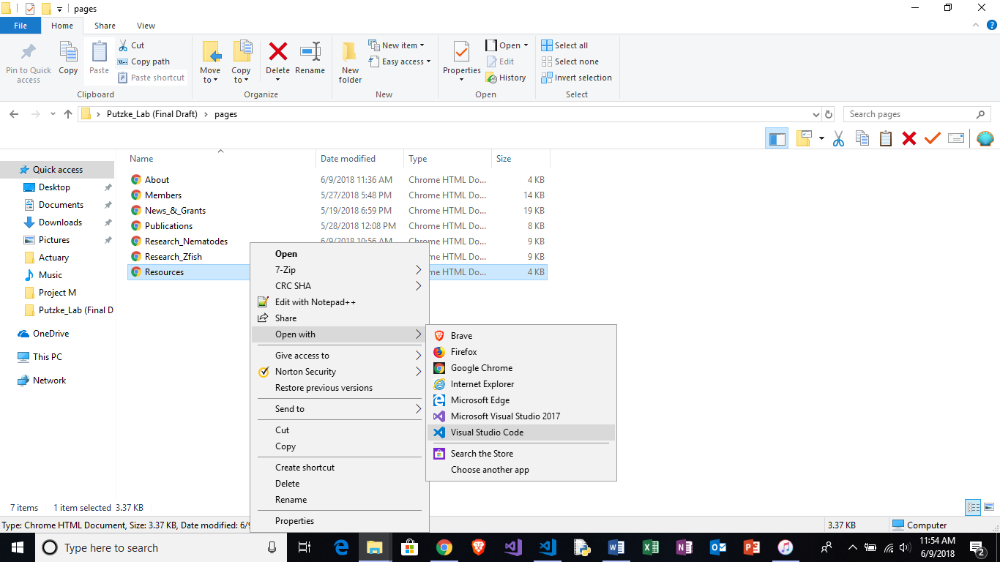 pages
File Home Share View
Pin to Quick access
Copy
Paste
Cut
Copy path
Paste shortcut
Clipboard
Move to
Copy to
Delete
Rename
Organize
New folder
New item
Easy access
New
Properties
Open
Edit
History
Open
Select all
Select none
Invert selection
Select
Putzke_Lab (Final Draft) › pages
Search pages
Name Date modified Type Size
Quick access
Desktop
Documents
Downloads
Pictures
Actuary
Music
Project M
Putzke_Lab (Final D
OneDrive
This PC
Network
About 6/9/2018 11:36 AM Chrome HTML Do... 4 KB
Members 5/27/2018 5:48 PM Chrome HTML Do... 14 KB
News_&_Grants 5/19/2018 6:59 PM Chrome HTML Do... 19 KB
Publications 5/28/2018 12:08 PM Chrome HTML Do... 8 KB
Research_Nematodes 6/9/2018 10:56 AM Chrome HTML Do... 9 KB
Research_Zfish me HTML Do... 9 KB
Resources me HTML Do... 4 KB
Open
7-Zip
CRC SHA
Edit with Notepad++
Share
Open with
Give access to
Norton Security
Restore previous versions
Send to
Cut
Copy
Create shortcut
Delete
Rename
Properties
Brave
Firefox
Google Chrome
Internet Explorer
Microsoft Edge
Microsoft Visual Studio 2017
Visual Studio Code
Search the Store
Choose another app
7 items 1 item selected 3.37 KB
Type: Chrome HTML Document, Size: 3.37 KB, Date modified: 6/9 3.37 KB Computer
Type here to search
11:54 AM
6/9/2018
2